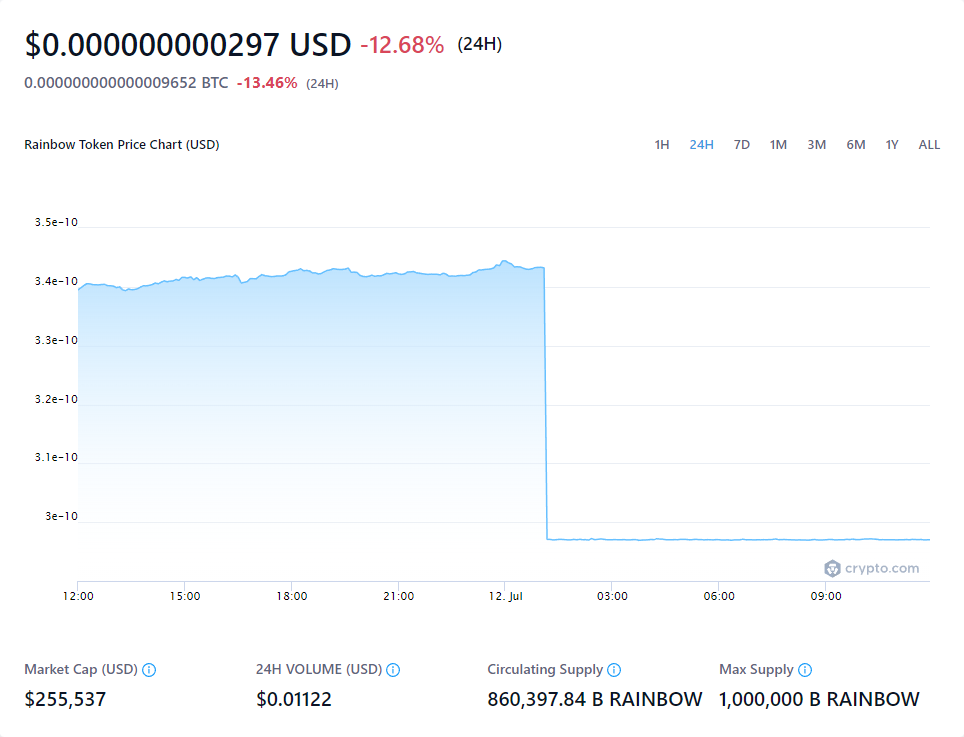 $0.000000000297 USD -12.68% (24H)
0.000000000000009652 BTC -13.46% (24H)
Rainbow Token Price Chart (USD) 1H 24H 7D 1M 3M 6M 1Y ALL
3.5e-10
3.4e-10
3.3e-10
3.2e-10
3.1e-10
3e-10
crypto.com
12:00 15:00 18:00 21:00 12. Jul 03:00 06:00 09:00
Market Cap (USD) 24H VOLUME (USD) Circulating Supply Max Supply
$255,537 $0.01122 860,397.84 B RAINBOW 1,000,000 B RAINBOW